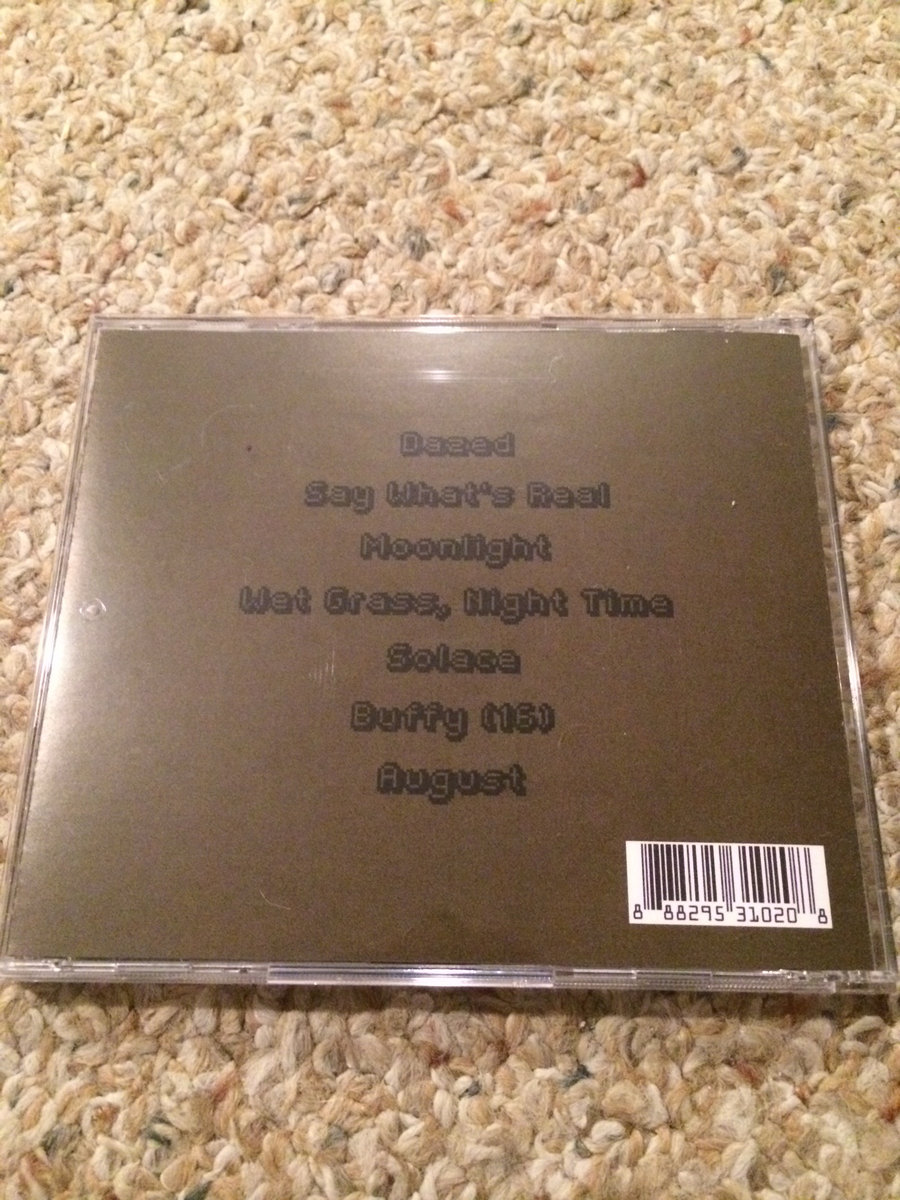 Dazed
Say What's Real
Moonlight
Wet Grass, Night Time
Solace
Buffy (16)
August
8 88295 31020 8